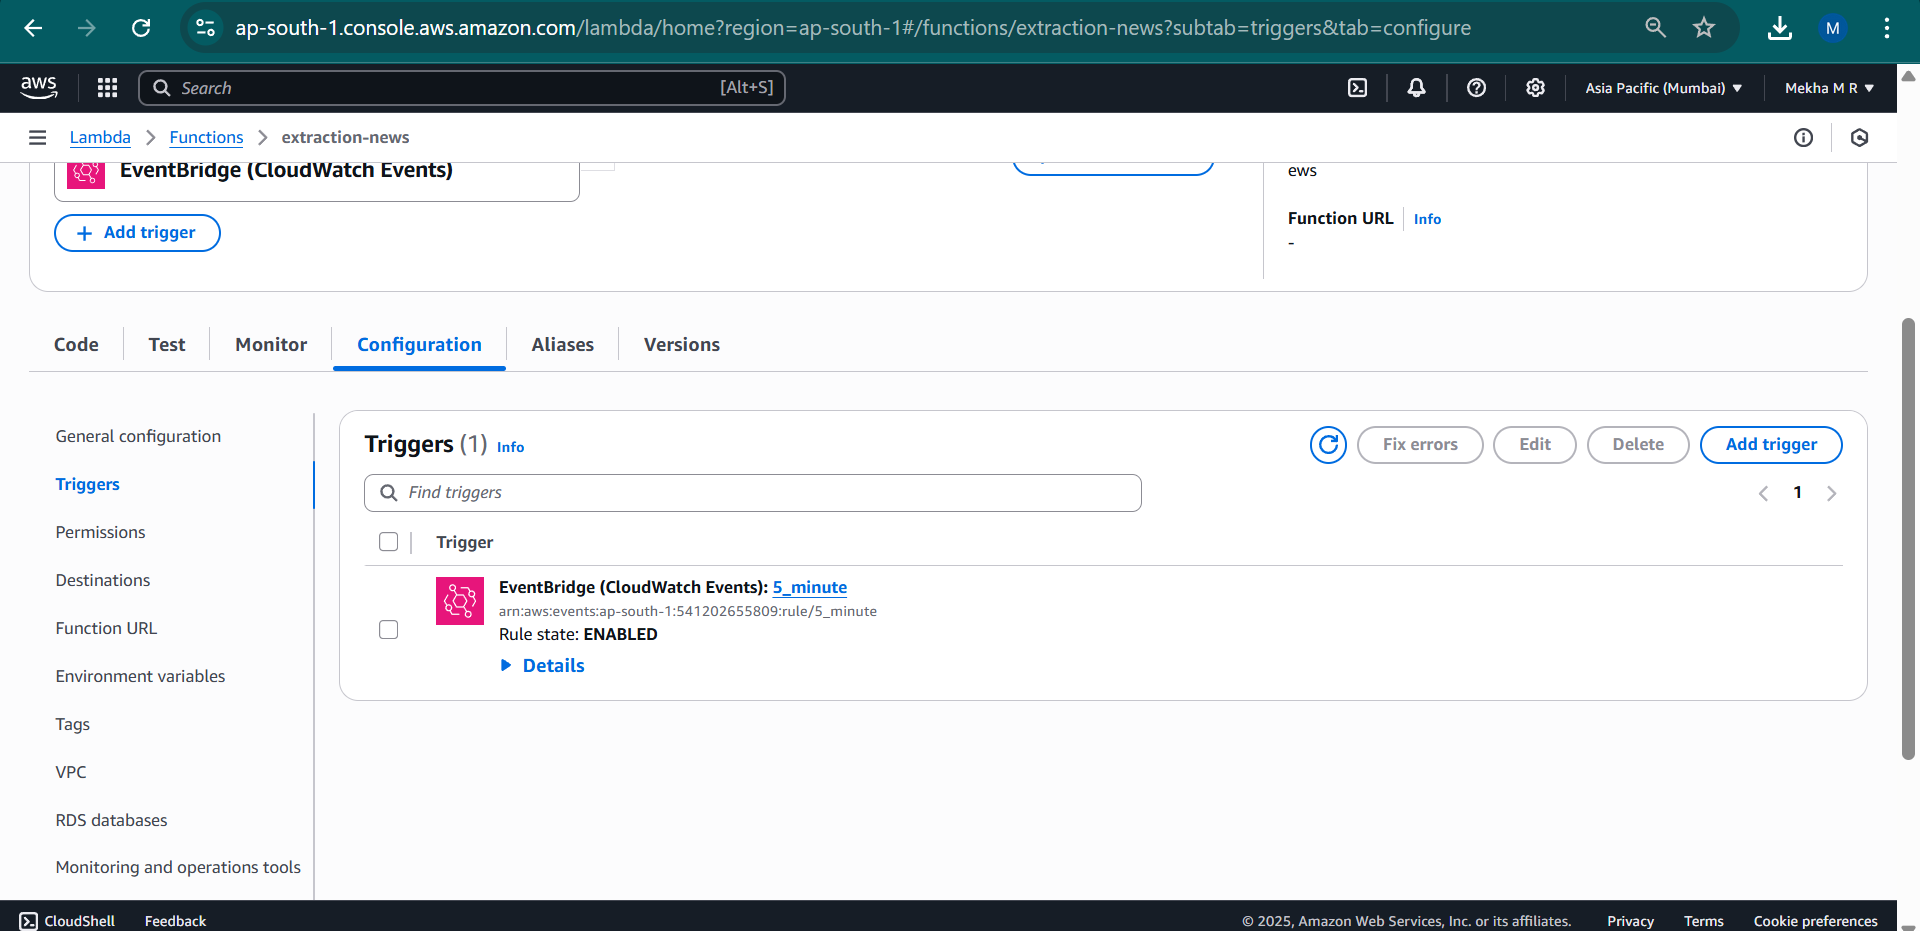 ap-south-1.console.aws.amazon.com/lambda/home?region=ap-south-1#/functions/extraction-news?subtab=triggers&tab=configure
M
aws
Search
[Alt+S]
Asia Pacific (Mumbai)
Mekha M R
Lambda
Functions
extraction-news
EventBridge (CloudWatch Events)
ews
Add trigger
Function URL
Info
-
Code
Test
Monitor
Configuration
Aliases
Versions
General configuration
Triggers
Permissions
Destinations
Function URL
Environment variables
Tags
VPC
RDS databases
Monitoring and operations tools
Triggers (1) Info
Fix errors
Edit
Delete
Add trigger
Find triggers
1
Trigger
EventBridge (CloudWatch Events): 5_minute
arn:aws:events:ap-south-1:541202655809:rule/5_minute
Rule state: ENABLED
Details
CloudShell
Feedback
© 2025, Amazon Web Services, Inc. or its affiliates.
Privacy
Terms
Cookie preferences